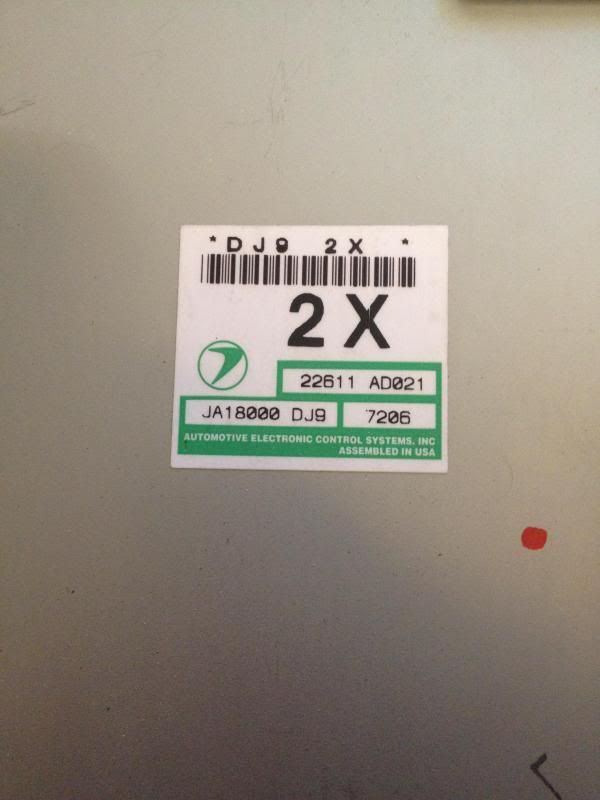 *DJ9 2X *
2X
22611 AD021
JA18000 DJ9 7206
AUTOMOTIVE ELECTRONIC CONTROL SYSTEMS. INC
ASSEMBLED IN USA